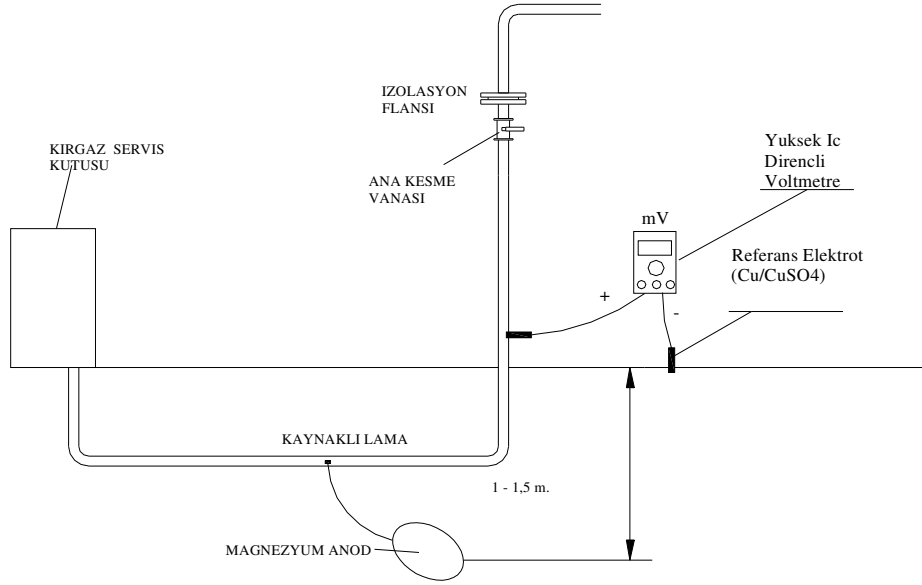 IZOLASYON
FLANSI
KIRGAZ SERVIS
KUTUSU
ANA KESME
VANASI
Yuksek Ic
Direncli
Voltmetre
mV
Referans Elektrot
(Cu/CuSO4)
+
-
KAYNAKLI LAMA
1 - 1,5 m.
MAGNEZYUM ANOD